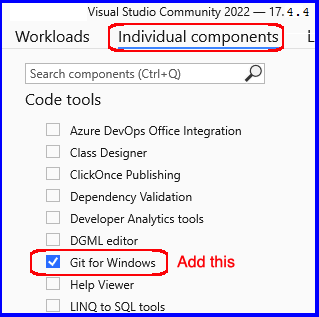 Visual Studio Community 2022 — 17.4.4
Workloads Individual components L
Search components (Ctrl+Q)
Code tools
Azure DevOps Office Integration
Class Designer
ClickOnce Publishing
Dependency Validation
Developer Analytics tools
DGML editor
Git for Windows Add this
Help Viewer
LINQ to SQL tools